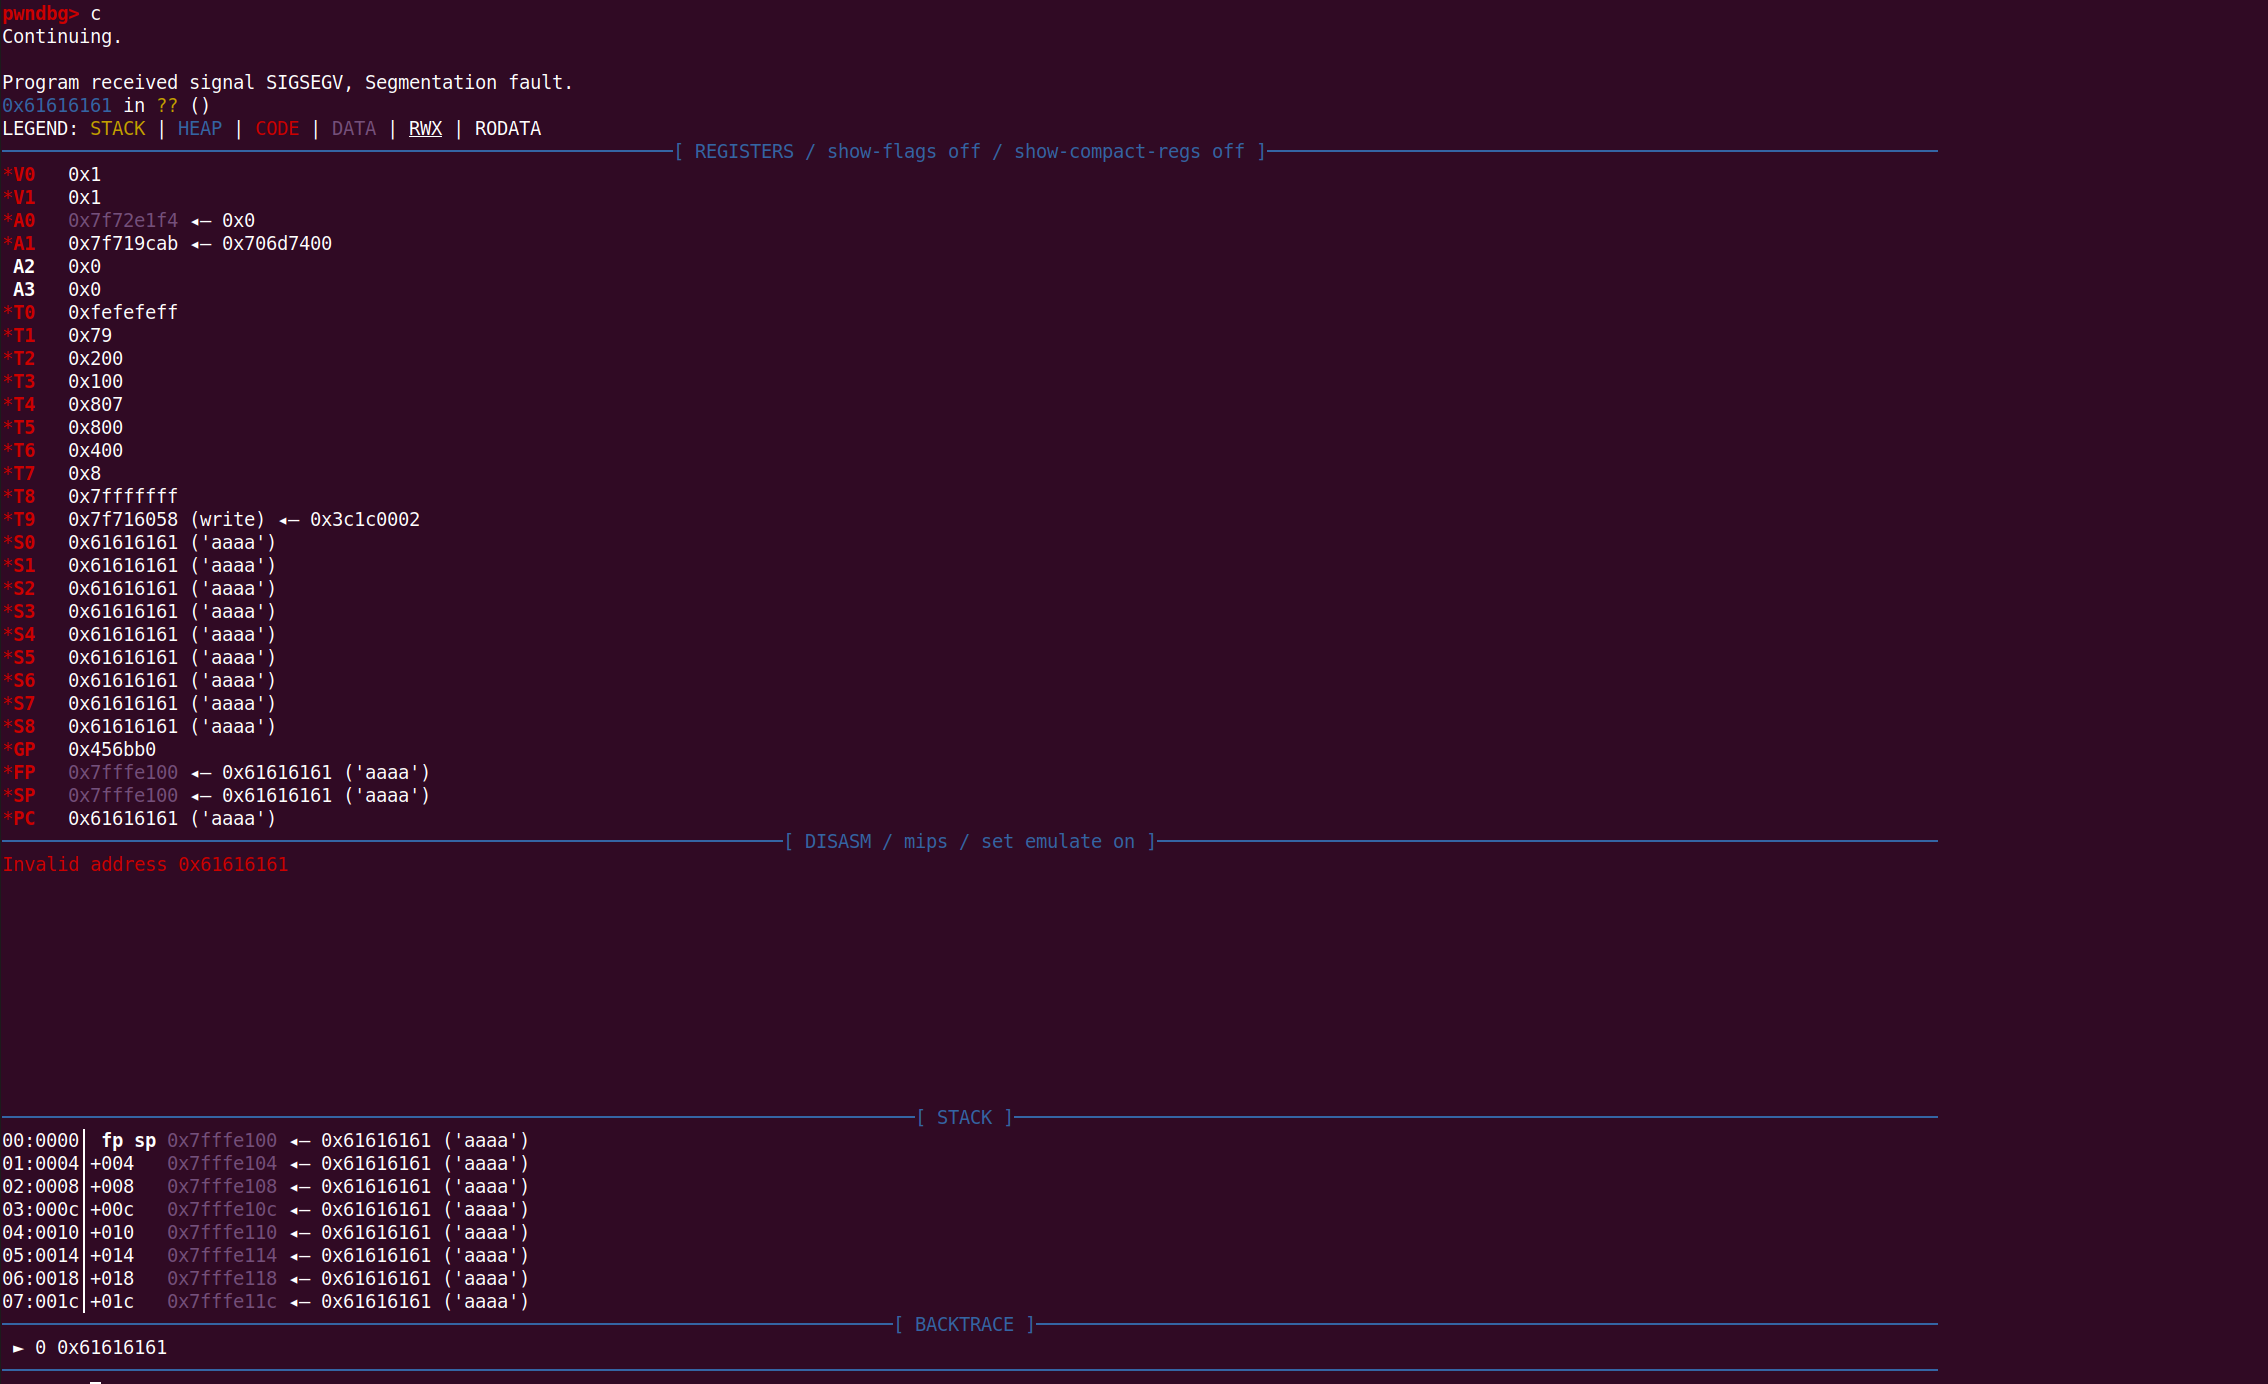 pwndbg> c
Continuing.
Program received signal SIGSEGV, Segmentation fault.
0x61616161 in ?? ()
LEGEND: STACK | HEAP | CODE | DATA | RWX | RODATA
[ REGISTERS / show-flags off / show-compact-regs off ]
*V0   0x1
*V1   0x1
*A0   0x7f72e1f4 ◂— 0x0
*A1   0x7f719cab ◂— 0x706d7400
 A2   0x0
 A3   0x0
*T0   0xfefefeff
*T1   0x79
*T2   0x200
*T3   0x100
*T4   0x807
*T5   0x800
*T6   0x400
*T7   0x8
*T8   0x7fffffff
*T9   0x7f716058 (write) ◂— 0x3c1c0002
*S0   0x61616161 ('aaaa')
*S1   0x61616161 ('aaaa')
*S2   0x61616161 ('aaaa')
*S3   0x61616161 ('aaaa')
*S4   0x61616161 ('aaaa')
*S5   0x61616161 ('aaaa')
*S6   0x61616161 ('aaaa')
*S7   0x61616161 ('aaaa')
*S8   0x61616161 ('aaaa')
*GP   0x456bb0
*FP   0x7fffe100 ◂— 0x61616161 ('aaaa')
*SP   0x7fffe100 ◂— 0x61616161 ('aaaa')
*PC   0x61616161 ('aaaa')
[ DISASM / mips / set emulate on ]
Invalid address 0x61616161
[ STACK ]
00:0000│ fp sp 0x7fffe100 ◂— 0x61616161 ('aaaa')
01:0004│+004   0x7fffe104 ◂— 0x61616161 ('aaaa')
02:0008│+008   0x7fffe108 ◂— 0x61616161 ('aaaa')
03:000c│+00c   0x7fffe10c ◂— 0x61616161 ('aaaa')
04:0010│+010   0x7fffe110 ◂— 0x61616161 ('aaaa')
05:0014│+014   0x7fffe114 ◂— 0x61616161 ('aaaa')
06:0018│+018   0x7fffe118 ◂— 0x61616161 ('aaaa')
07:001c│+01c   0x7fffe11c ◂— 0x61616161 ('aaaa')
[ BACKTRACE ]
 ► 0 0x61616161